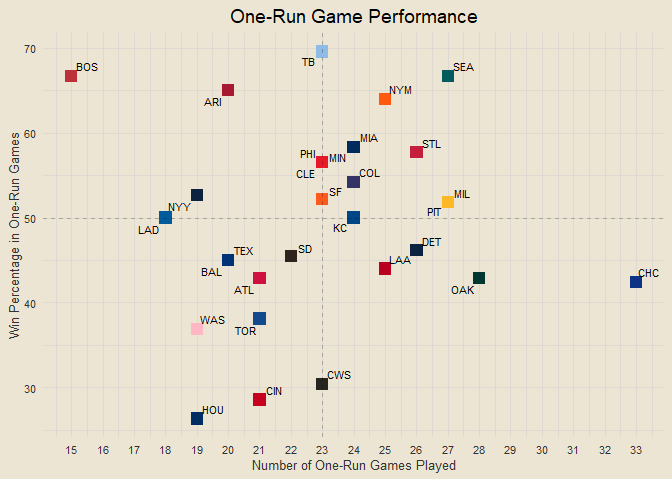 One-Run Game Performance
Win Percentage in One-Run Games
70
60
50
40
30
TB
BOS
SEA
ARI
NYM
MIA
STL
PHI
MIN
CLE
COL
SF
MIL
PIT
NYY
LAD
KC
TEX
SD
DET
BAL
LAA
ATL
OAK
CHC
WAS
TOR
CWS
CIN
HOU
15 16 17 18 19 20 21 22 23 24 25 26 27 28 29 30 31 32 33
Number of One-Run Games Played